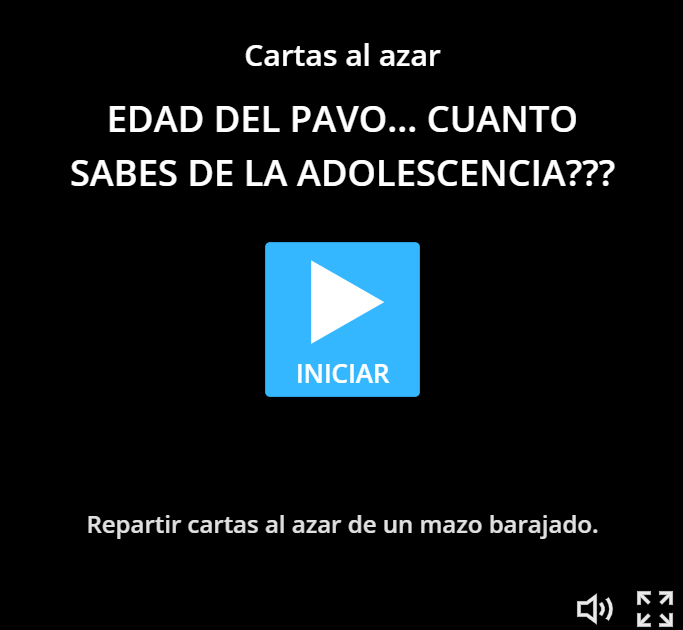 Cartas al azar
EDAD DEL PAVO... CUANTO
SABES DE LA ADOLESCENCIA???
INICIAR
Repartir cartas al azar de un mazo barajado.